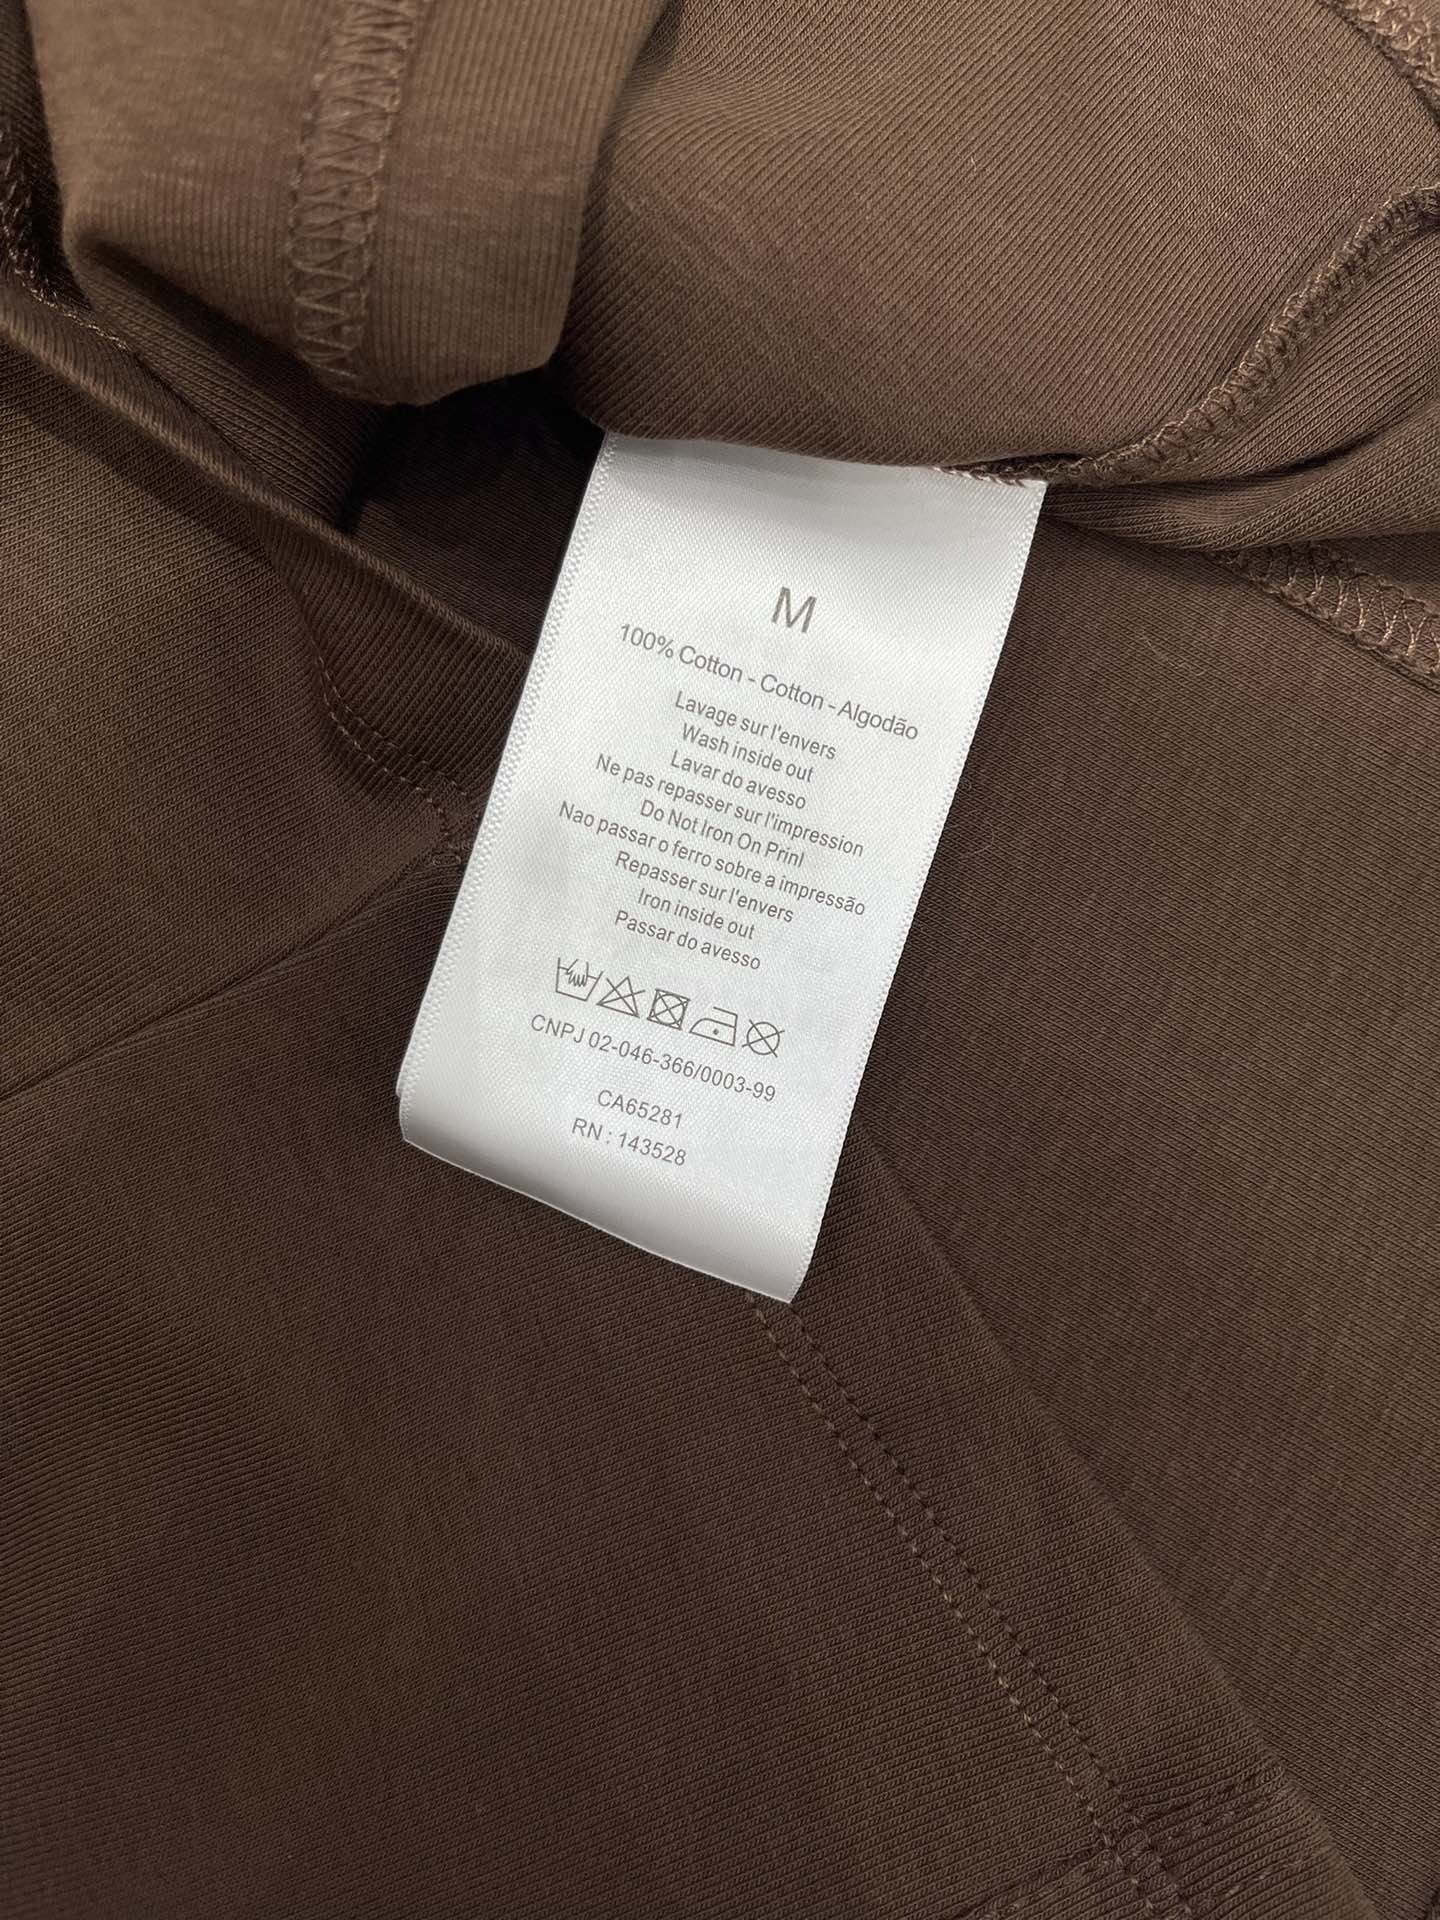 M
100% Cotton - Cotton - Algodão
Lavage sur l'envers
Wash inside out
Lavar do avesso
Ne pas repasser sur l'impression
Do Not Iron On Prinl
Nao passar o ferro sobre a impressão
Repasser sur l'envers
Iron inside out
Passar do avesso
CNPJ 02-046-366/0003-99
CA65281
RN : 143528